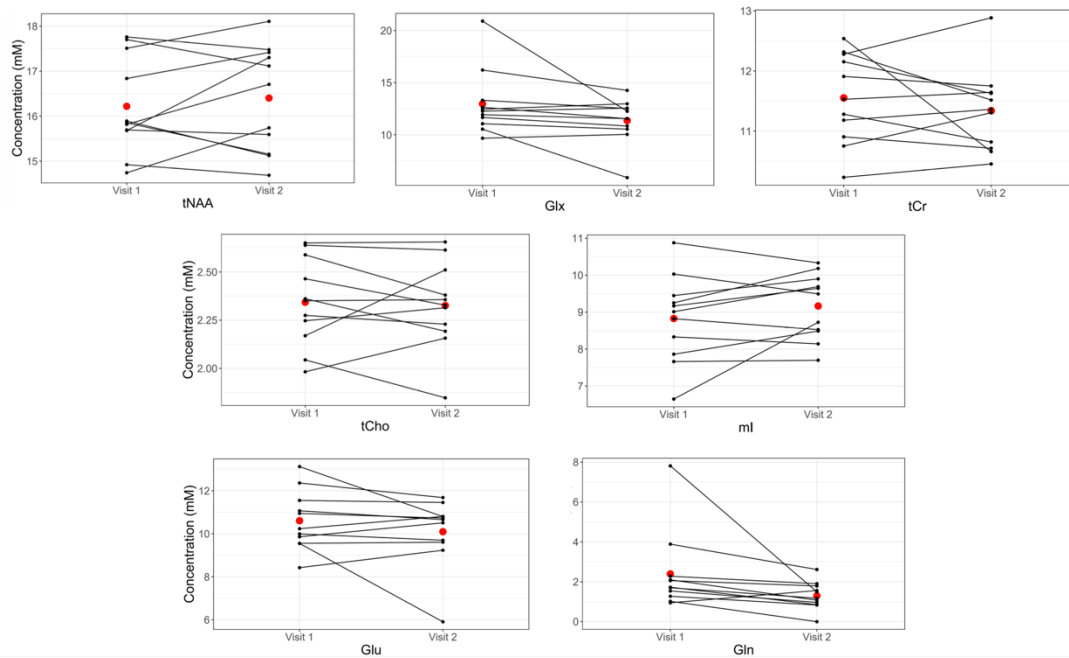 Concentration (mM)
18
17
16
15
Visit 1
Visit 2
tNAA
20
15
10
Visit 1
Visit 2
Glx
13
12
11
Visit 1
Visit 2
tCr
Concentration (mM)
2.50
2.25
2.00
Visit 1
Visit 2
tCho
11
10
9
8
7
Visit 1
Visit 2
mI
Concentration (mM)
12
10
8
6
Visit 1
Visit 2
Glu
8
6
4
2
0
Visit 1
Visit 2
Gln